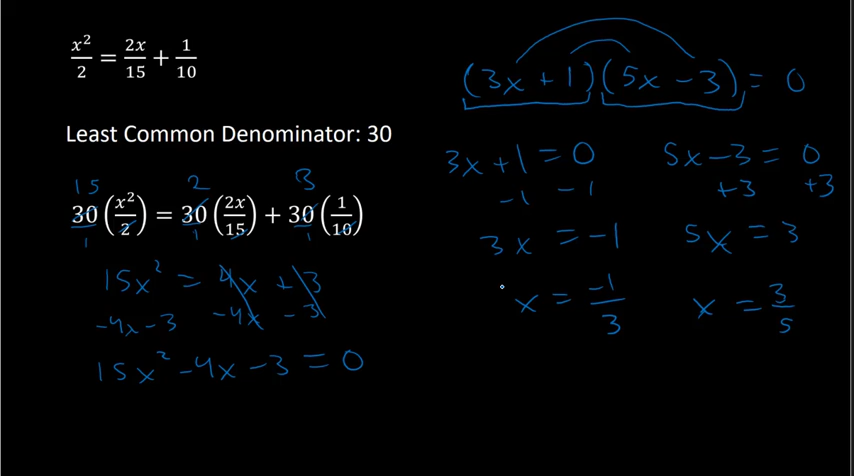 x²/2 = 2x/15 + 1/10
Least Common Denominator: 30
15 2 3
30(x²/2) = 30(2x/15) + 30(1/10)
1 1 1
15x² = 4x + 3
-4x - 3 -4x - 3
15x² - 4x - 3 = 0
(3x + 1)(5x - 3) = 0
3x + 1 = 0
-1 -1
3x = -1
x = -1/3
5x - 3 = 0
+3 +3
5x = 3
x = 3/5